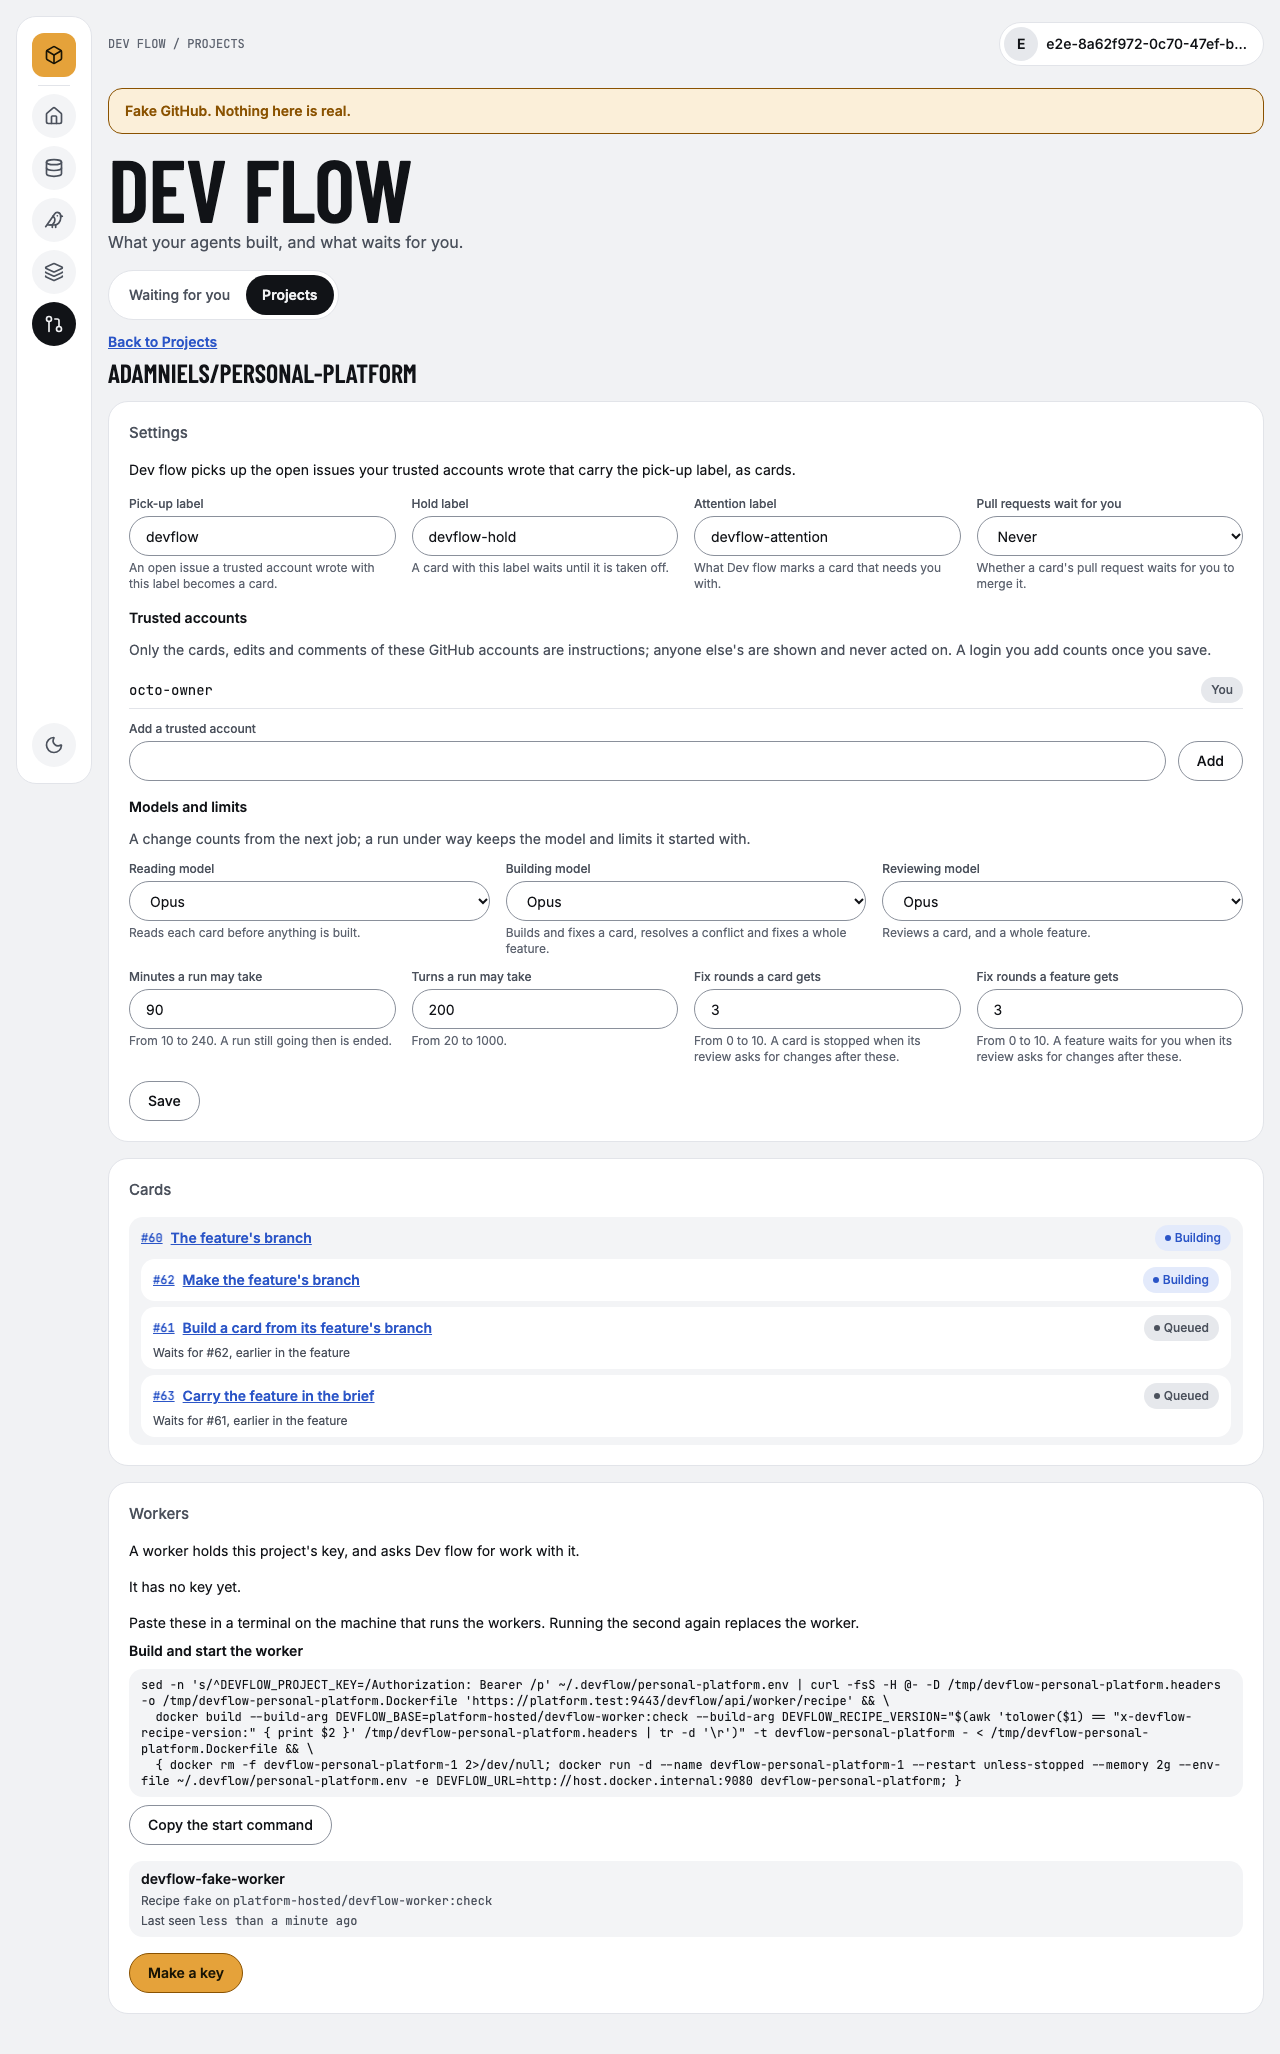 DEV FLOW / PROJECTS
E
e2e-8a62f972-0c70-47ef-b...
Fake GitHub. Nothing here is real.
DEV FLOW
What your agents built, and what waits for you.
Waiting for you
Projects
Back to Projects
ADAMNIELS/PERSONAL-PLATFORM
Settings
Dev flow picks up the open issues your trusted accounts wrote that carry the pick-up label, as cards.
Pick-up label
devflow
An open issue a trusted account wrote with
this label becomes a card.
Hold label
devflow-hold
A card with this label waits until it is taken off.
Attention label
devflow-attention
What Dev flow marks a card that needs you
with.
Pull requests wait for you
Never
Whether a card's pull request waits for you to
merge it.
Trusted accounts
Only the cards, edits and comments of these GitHub accounts are instructions; anyone else's are shown and never acted on. A login you add counts once you save.
octo-owner
You
Add a trusted account
Add
Models and limits
A change counts from the next job; a run under way keeps the model and limits it started with.
Reading model
Opus
Reads each card before anything is built.
Building model
Opus
Builds and fixes a card, resolves a conflict and fixes a whole
feature.
Reviewing model
Opus
Reviews a card, and a whole feature.
Minutes a run may take
90
From 10 to 240. A run still going then is ended.
Turns a run may take
200
From 20 to 1000.
Fix rounds a card gets
3
From 0 to 10. A card is stopped when its
review asks for changes after these.
Fix rounds a feature gets
3
From 0 to 10. A feature waits for you when its
review asks for changes after these.
Save
Cards
#60 The feature's branch
Building
#62 Make the feature's branch
Building
#61 Build a card from its feature's branch
Queued
Waits for #62, earlier in the feature
#63 Carry the feature in the brief
Queued
Waits for #61, earlier in the feature
Workers
A worker holds this project's key, and asks Dev flow for work with it.
It has no key yet.
Paste these in a terminal on the machine that runs the workers. Running the second again replaces the worker.
Build and start the worker
sed -n 's/^DEVFLOW_PROJECT_KEY=/Authorization: Bearer /p' ~/.devflow/personal-platform.env | curl -fsS -H @- -D /tmp/devflow-personal-platform.headers
-o /tmp/devflow-personal-platform.Dockerfile 'https://platform.test:9443/devflow/api/worker/recipe' && \
docker build --build-arg DEVFLOW_BASE=platform-hosted/devflow-worker:check --build-arg DEVFLOW_RECIPE_VERSION="$(awk 'tolower($1) == "x-devflow-
recipe-version:" { print $2 }' /tmp/devflow-personal-platform.headers | tr -d '\r')" -t devflow-personal-platform - < /tmp/devflow-personal-
platform.Dockerfile && \
{ docker rm -f devflow-personal-platform-1 2>/dev/null; docker run -d --name devflow-personal-platform-1 --restart unless-stopped --memory 2g --env-
file ~/.devflow/personal-platform.env -e DEVFLOW_URL=http://host.docker.internal:9080 devflow-personal-platform; }
Copy the start command
devflow-fake-worker
Recipe fake on platform-hosted/devflow-worker:check
Last seen less than a minute ago
Make a key